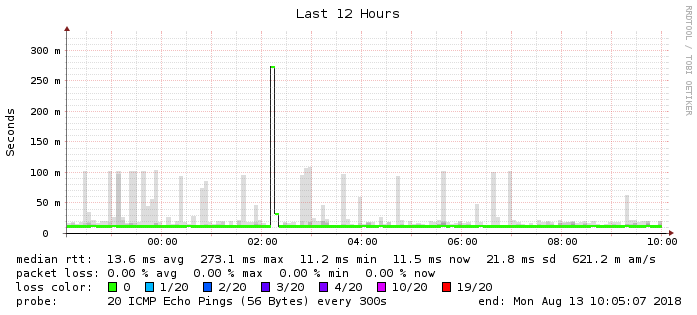 Last 12 Hours
RRDTOOL / TOBI OETIKER
Seconds
300 m
250 m
200 m
150 m
100 m
50 m
0
00:00 02:00 04:00 06:00 08:00 10:00
median rtt: 13.6 ms avg 273.1 ms max 11.2 ms min 11.5 ms now 21.8 ms sd 621.2 m am/s
packet loss: 0.00 % avg 0.00 % max 0.00 % min 0.00 % now
loss color: 0 1/20 2/20 3/20 4/20 10/20 19/20
probe: 20 ICMP Echo Pings (56 Bytes) every 300s end: Mon Aug 13 10:05:07 2018